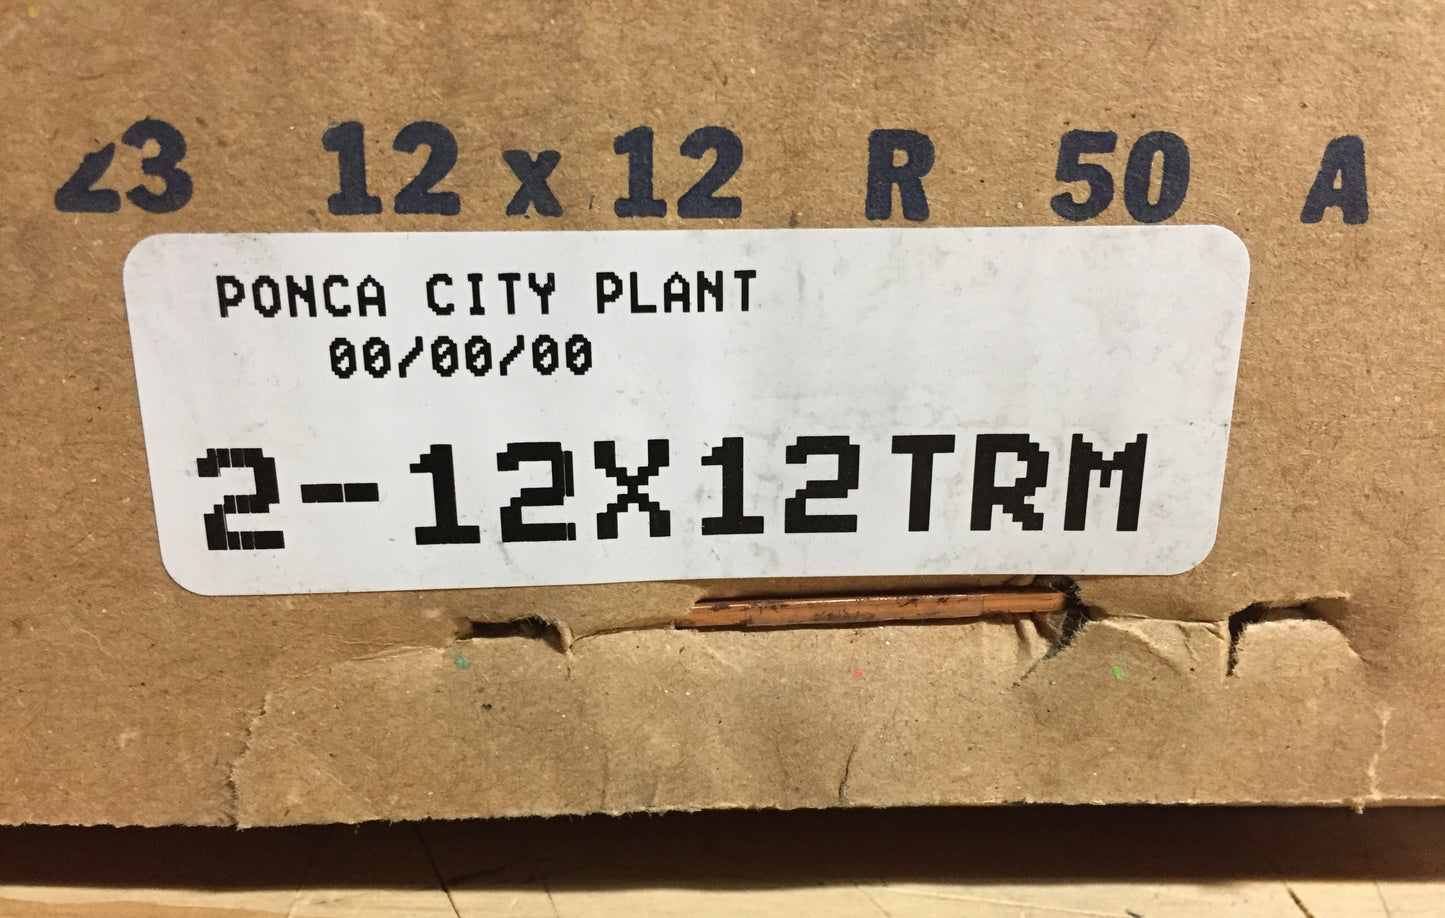 23 12 x 12 R 50 A
PONCA CITY PLANT
00/00/00
2-12X12TRM